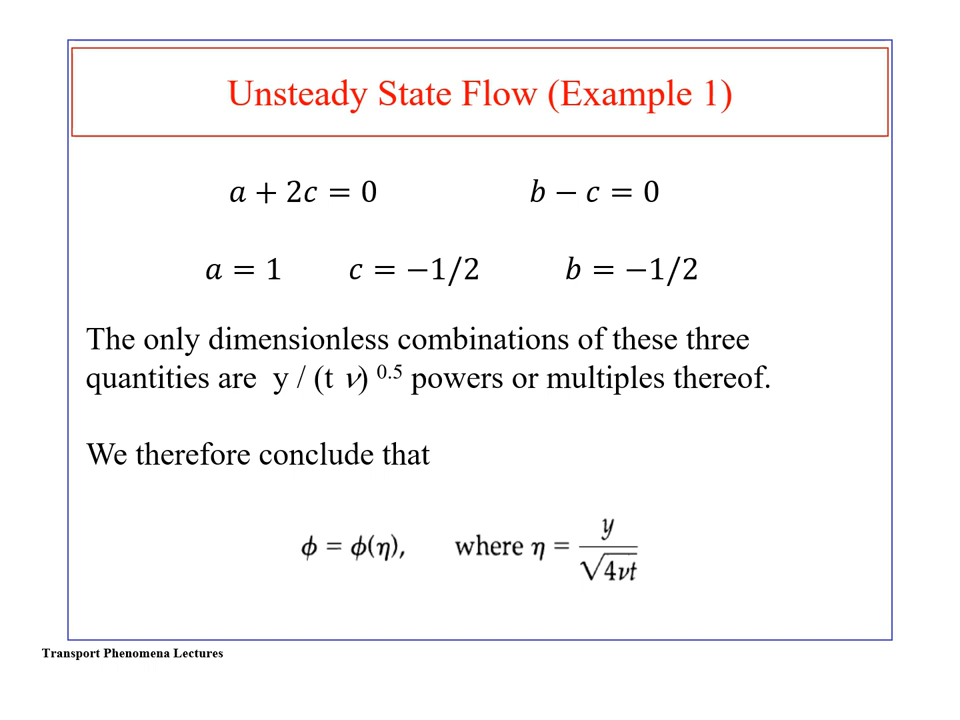 Unsteady State Flow (Example 1)
𝑎 + 2𝑐 = 0 𝑏 − 𝑐 = 0
𝑎 = 1 𝑐 = −1/2 𝑏 = −1/2
The only dimensionless combinations of these three
quantities are y / (t ν) ^0.5 powers or multiples thereof.
We therefore conclude that
ϕ = ϕ(η), where η = y / √4νt
Transport Phenomena Lectures